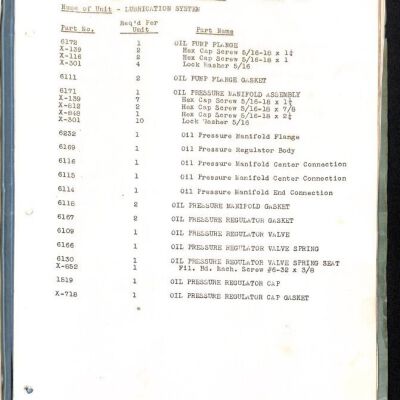 Name of Unit - LUBRICATION SYSTEM
Part No. Req'd Per Unit Part Name
6172 1 OIL PUMP FLANGE
X-139 2 Hex Cap Screw 5/16-18 x 1¼
X-116 2 Hex Cap Screw 5/16-18 x 1
X-301 4 Lock Washer 5/16
6111 2 OIL PUMP FLANGE GASKET
6171 1 OIL PRESSURE MANIFOLD ASSEMBLY
X-139 7 Hex Cap Screw 5/16-18 x 1¼
X-812 2 Hex Cap Screw 5/16-18 x 7/8
X-848 1 Hex Cap Screw 5/16-18 x 2¼
X-301 10 Lock Washer 5/16
6232 1 Oil Pressure Manifold Flange
6169 1 Oil Pressure Regulator Body
6116 1 Oil Pressure Manifold Center Connection
6115 1 Oil Pressure Manifold Center Connection
6114 1 Oil Pressure Manifold End Connection
6118 2 OIL PRESSURE MANIFOLD GASKET
6167 2 OIL PRESSURE REGULATOR GASKET
6109 1 OIL PRESSURE REGULATOR VALVE
6166 1 OIL PRESSURE REGULATOR VALVE SPRING
6130 1 OIL PRESSURE REGULATOR VALVE SPRING SEAT
X-652 1 Fil. Hd. Mach. Screw #6-32 x 3/8
1819 1 OIL PRESSURE REGULATOR CAP
X-718 1 OIL PRESSURE REGULATOR CAP GASKET